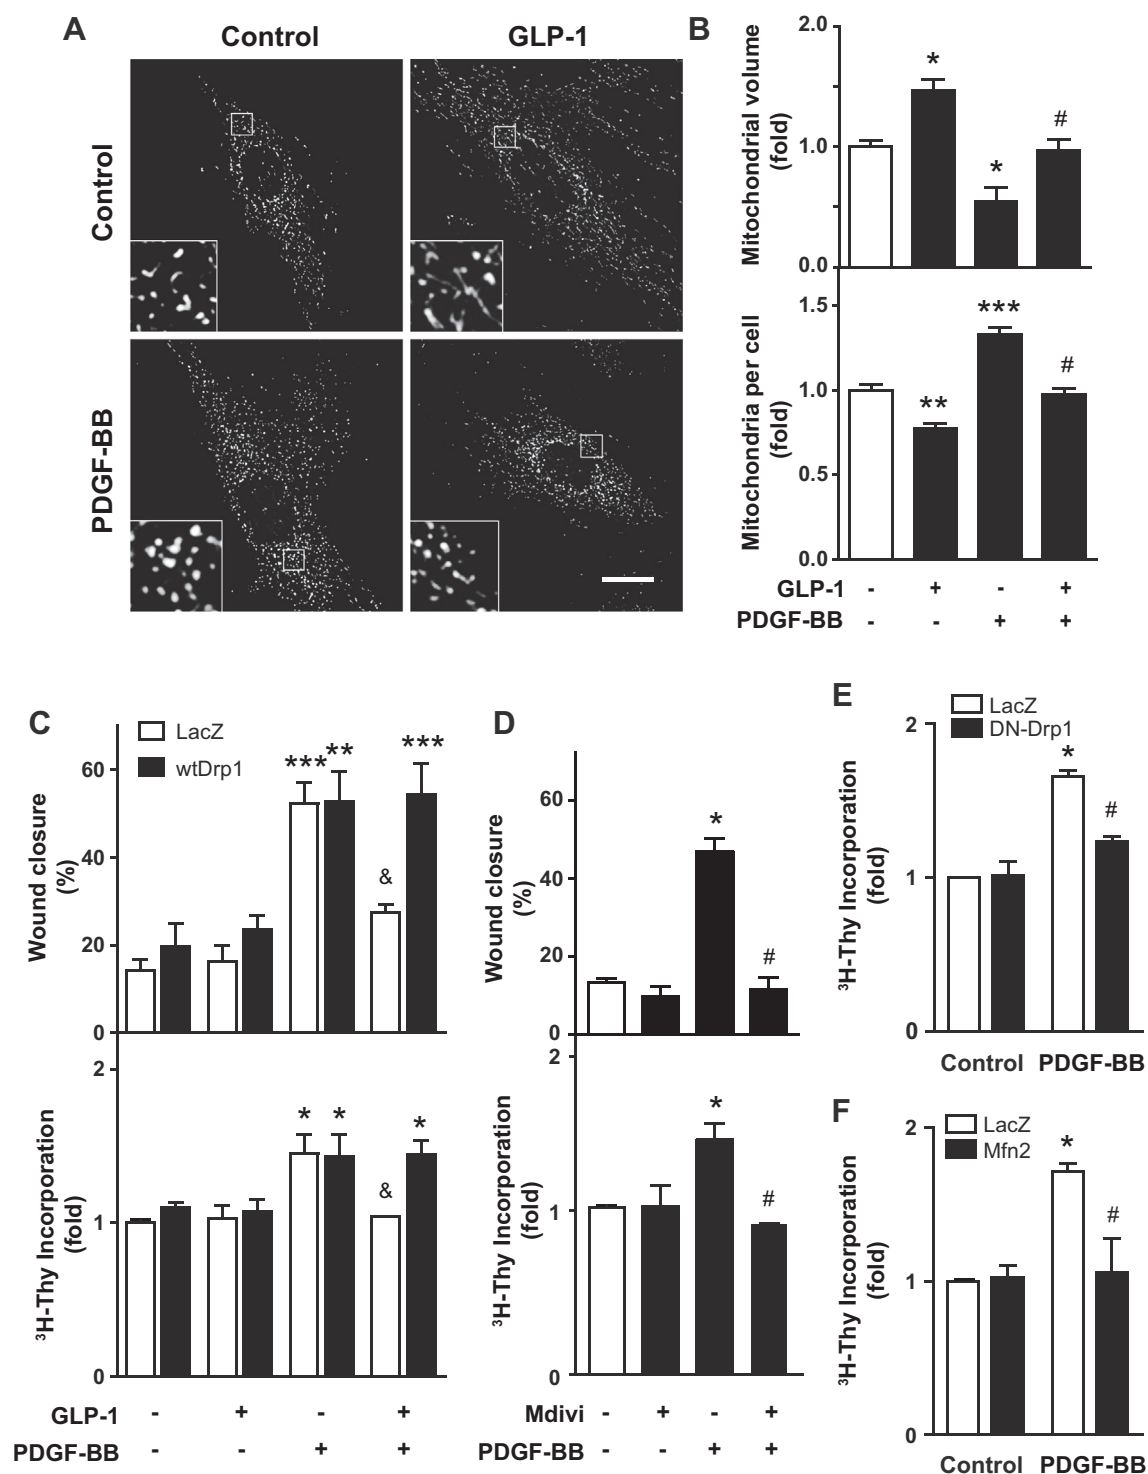 A
Control
GLP-1
Control
PDGF-BB
B
Mitochondrial volume
(fold)
2.0
1.0
0.0
*
*
#
Mitochondria per cell
(fold)
1.5
1.0
0.5
0.0
**
***
#
GLP-1 - + - +
PDGF-BB - - + +
C
LacZ
wtDrp1
Wound closure
(%)
60
40
20
0
*** ** ***
&
³H-Thy Incorporation
(fold)
2
1
0
* * *
&
GLP-1 - + - +
PDGF-BB - - + +
D
Wound closure
(%)
60
40
20
0
*
#
³H-Thy Incorporation
(fold)
2
1
0
*
#
Mdivi - + - +
PDGF-BB - - + +
E
LacZ
DN-Drp1
³H-Thy Incorporation
(fold)
2
1
0
*
#
Control PDGF-BB
F
LacZ
Mfn2
³H-Thy Incorporation
(fold)
2
1
0
*
#
Control PDGF-BB